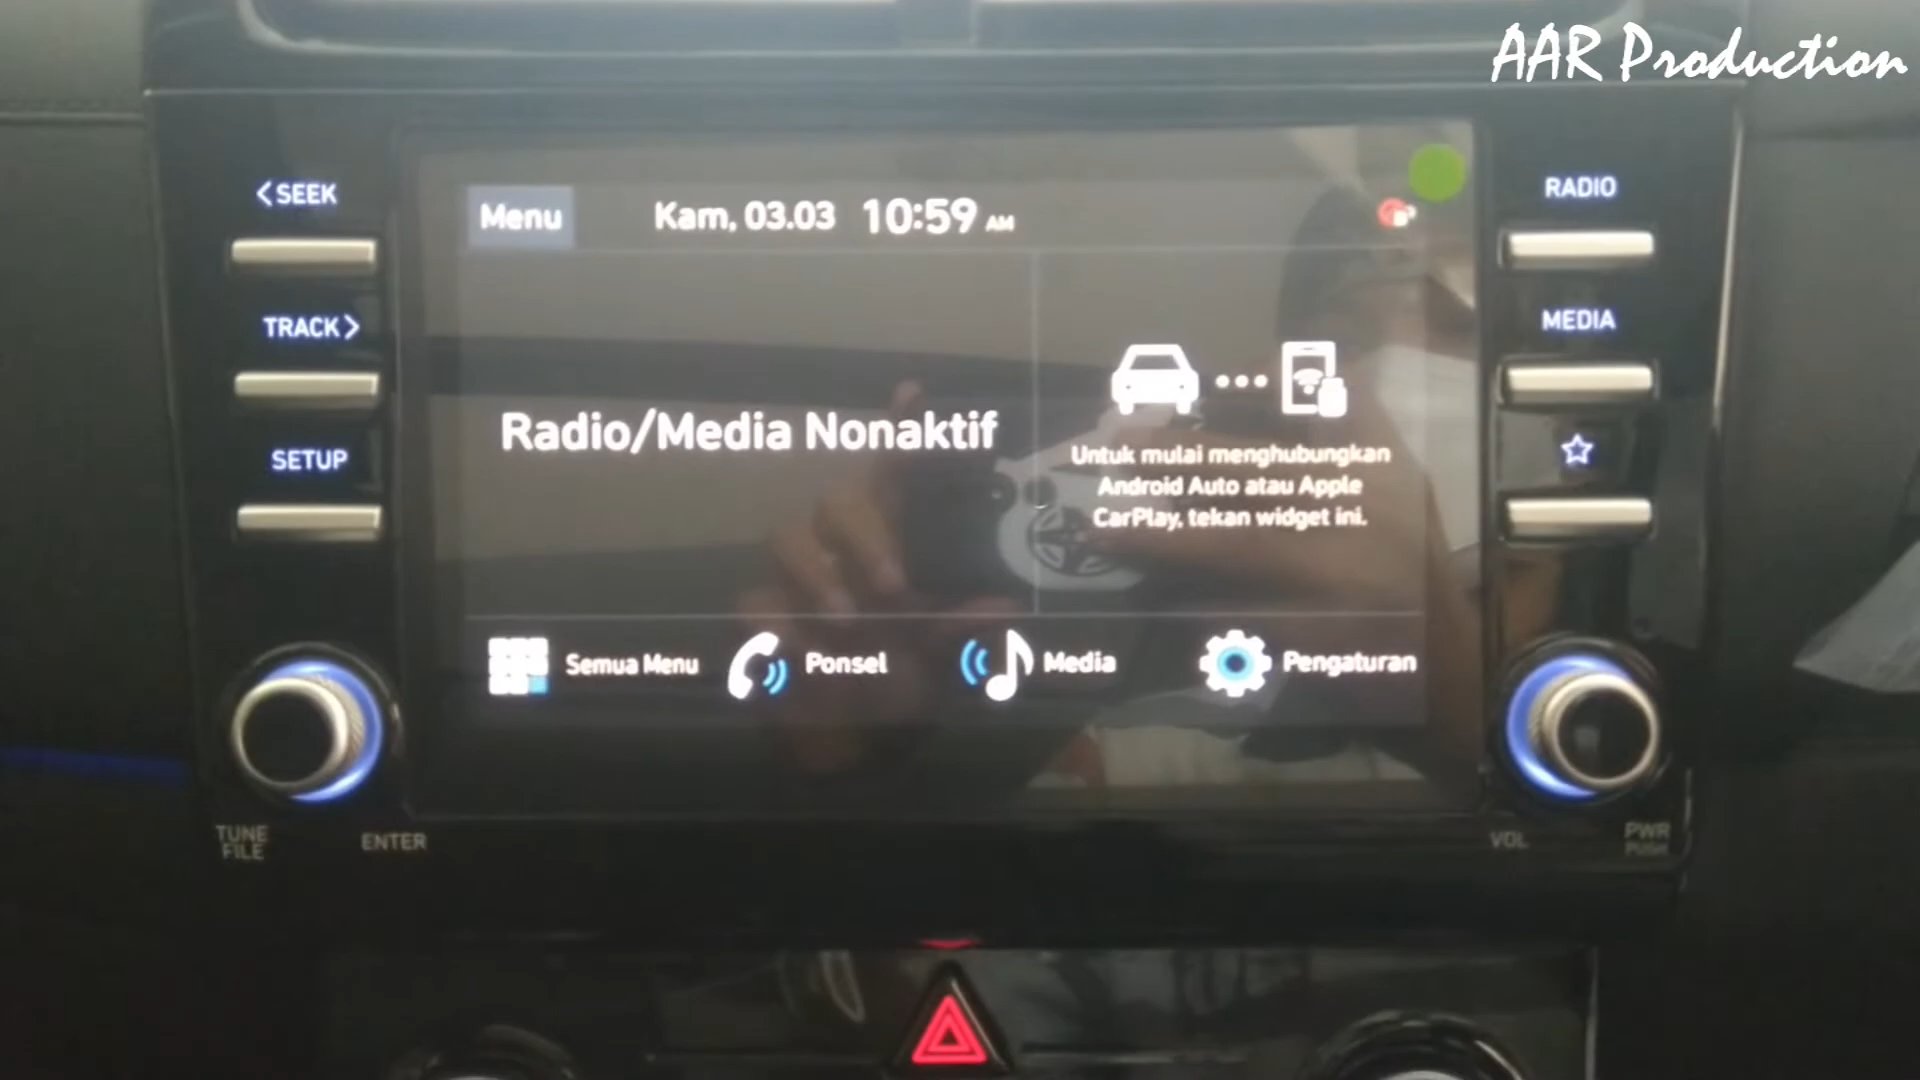 AAR Production
<SEEK
RADIO
Menu
Kam, 03.03 10:59 AM
TRACK>
MEDIA
SETUP
Radio/Media Nonaktif
Untuk mulai menghubungkan
Android Auto atau Apple
CarPlay, tekan widget ini.
Semua Menu
Ponsel
Media
Pengaturan
TUNE
FILE
ENTER
VOL
PWR
PUSH